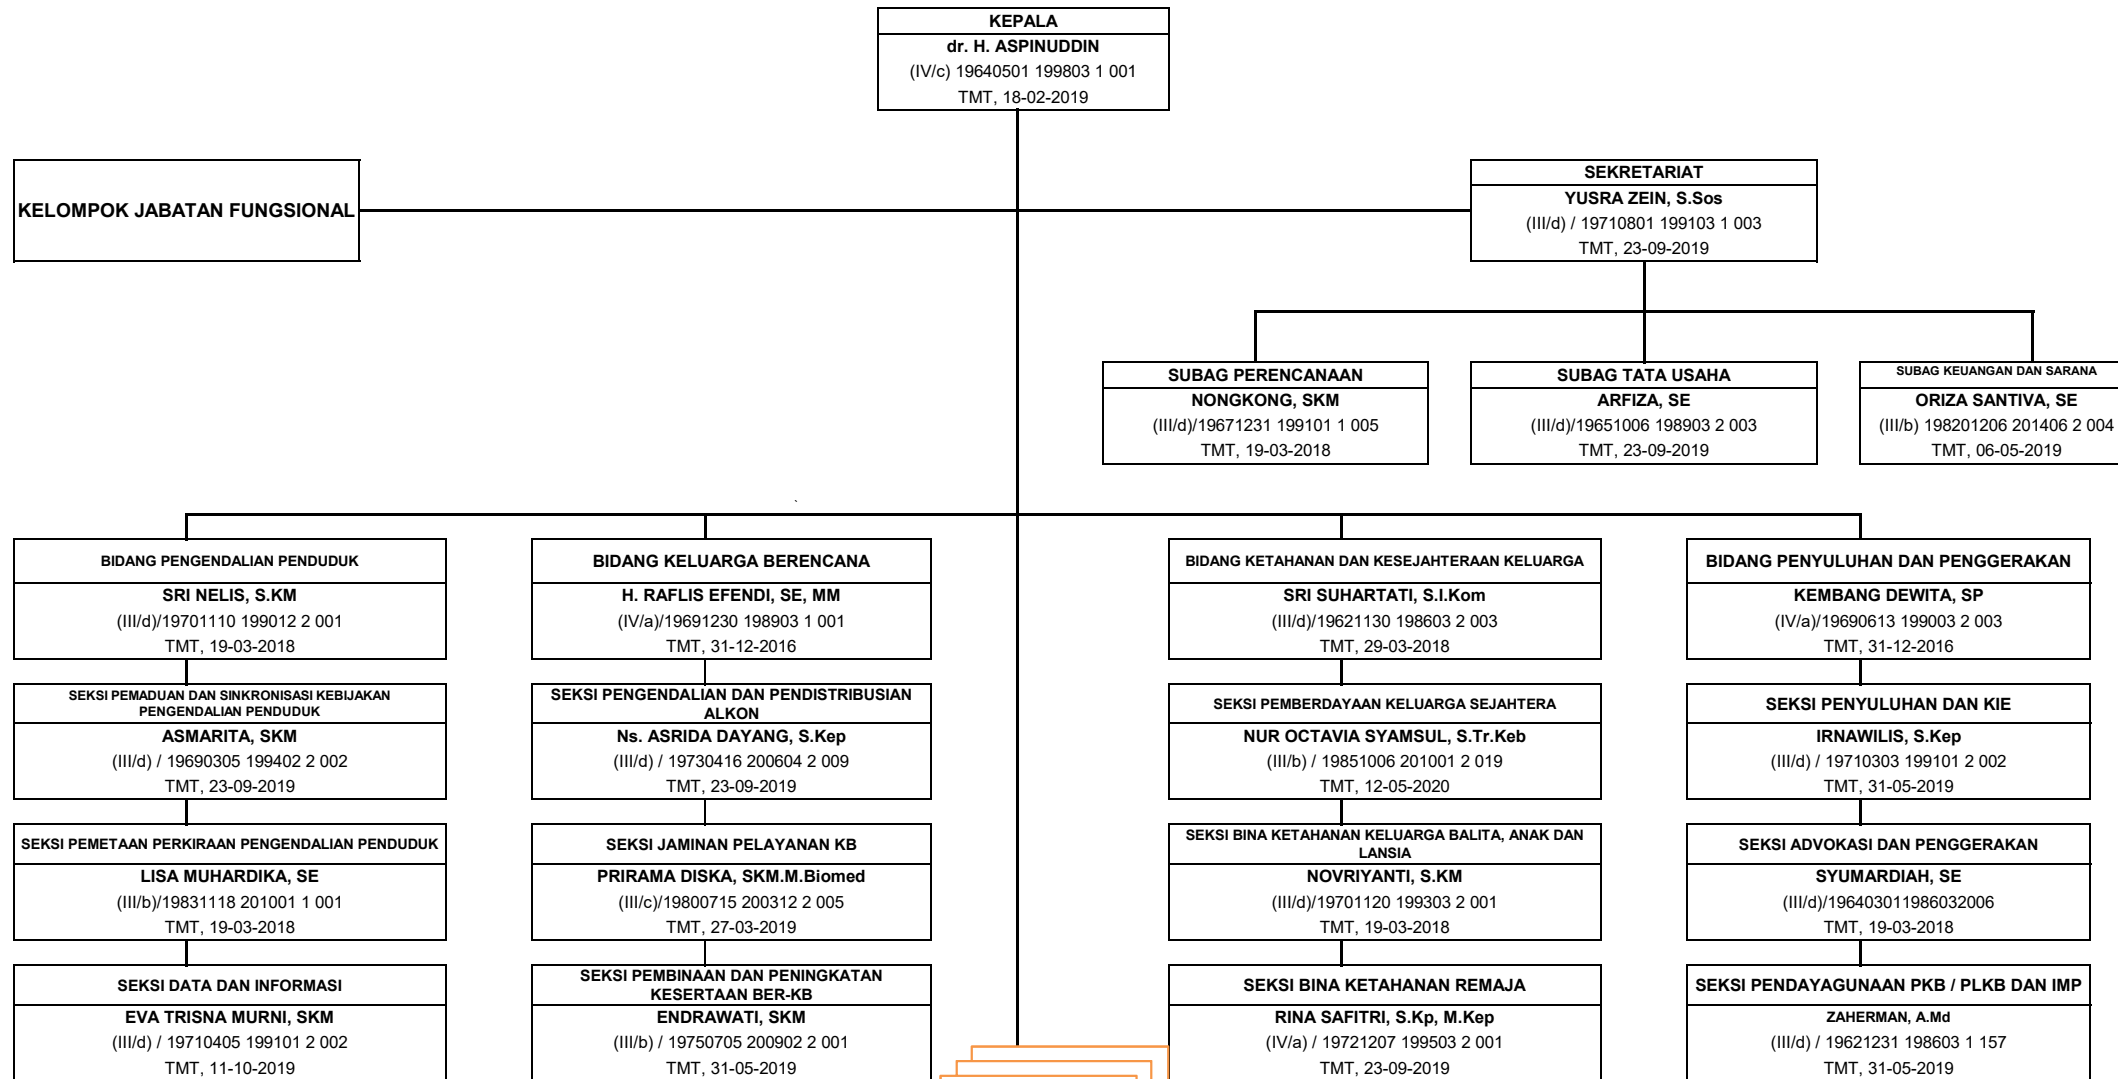 KEPALA
dr. H. ASPINUDDIN
(IV/c) 19640501 199803 1 001
TMT, 18-02-2019
KELOMPOK JABATAN FUNGSIONAL
SEKRETARIAT
YUSRA ZEIN, S.Sos
(III/d) / 19710801 199103 1 003
TMT, 23-09-2019
SUBAG PERENCANAAN
NONGKONG, SKM
(III/d)/19671231 199101 1 005
TMT, 19-03-2018
SUBAG TATA USAHA
ARFIZA, SE
(III/d)/19651006 198903 2 003
TMT, 23-09-2019
SUBAG KEUANGAN DAN SARANA
ORIZA SANTIVA, SE
(III/b) 198201206 201406 2 004
TMT, 06-05-2019
`
BIDANG PENGENDALIAN PENDUDUK
SRI NELIS, S.KM
(III/d)/19701110 199012 2 001
TMT, 19-03-2018
SEKSI PEMADUAN DAN SINKRONISASI KEBIJAKAN
PENGENDALIAN PENDUDUK
ASMARITA, SKM
(III/d) / 19690305 199402 2 002
TMT, 23-09-2019
SEKSI PEMETAAN PERKIRAAN PENGENDALIAN PENDUDUK
LISA MUHARDIKA, SE
(III/b)/19831118 201001 1 001
TMT, 19-03-2018
SEKSI DATA DAN INFORMASI
EVA TRISNA MURNI, SKM
(III/d) / 19710405 199101 2 002
TMT, 11-10-2019
BIDANG KELUARGA BERENCANA
H. RAFLIS EFENDI, SE, MM
(IV/a)/19691230 198903 1 001
TMT, 31-12-2016
SEKSI PENGENDALIAN DAN PENDISTRIBUSIAN
ALKON
Ns. ASRIDA DAYANG, S.Kep
(III/d) / 19730416 200604 2 009
TMT, 23-09-2019
SEKSI JAMINAN PELAYANAN KB
PRIRAMA DISKA, SKM.M.Biomed
(III/c)/19800715 200312 2 005
TMT, 27-03-2019
SEKSI PEMBINAAN DAN PENINGKATAN
KESERTAAN BER-KB
ENDRAWATI, SKM
(III/b) / 19750705 200902 2 001
TMT, 31-05-2019
BIDANG KETAHANAN DAN KESEJAHTERAAN KELUARGA
SRI SUHARTATI, S.I.Kom
(III/d)/19621130 198603 2 003
TMT, 29-03-2018
SEKSI PEMBERDAYAAN KELUARGA SEJAHTERA
NUR OCTAVIA SYAMSUL, S.Tr.Keb
(III/b) / 19851006 201001 2 019
TMT, 12-05-2020
SEKSI BINA KETAHANAN KELUARGA BALITA, ANAK DAN
LANSIA
NOVRIYANTI, S.KM
(III/d)/19701120 199303 2 001
TMT, 19-03-2018
SEKSI BINA KETAHANAN REMAJA
RINA SAFITRI, S.Kp, M.Kep
(IV/a) / 19721207 199503 2 001
TMT, 23-09-2019
BIDANG PENYULUHAN DAN PENGGERAKAN
KEMBANG DEWITA, SP
(IV/a)/19690613 199003 2 003
TMT, 31-12-2016
SEKSI PENYULUHAN DAN KIE
IRNAWILIS, S.Kep
(III/d) / 19710303 199101 2 002
TMT, 31-05-2019
SEKSI ADVOKASI DAN PENGGERAKAN
SYUMARDIAH, SE
(III/d)/196403011986032006
TMT, 19-03-2018
SEKSI PENDAYAGUNAAN PKB / PLKB DAN IMP
ZAHERMAN, A.Md
(III/d) / 19621231 198603 1 157
TMT, 31-05-2019